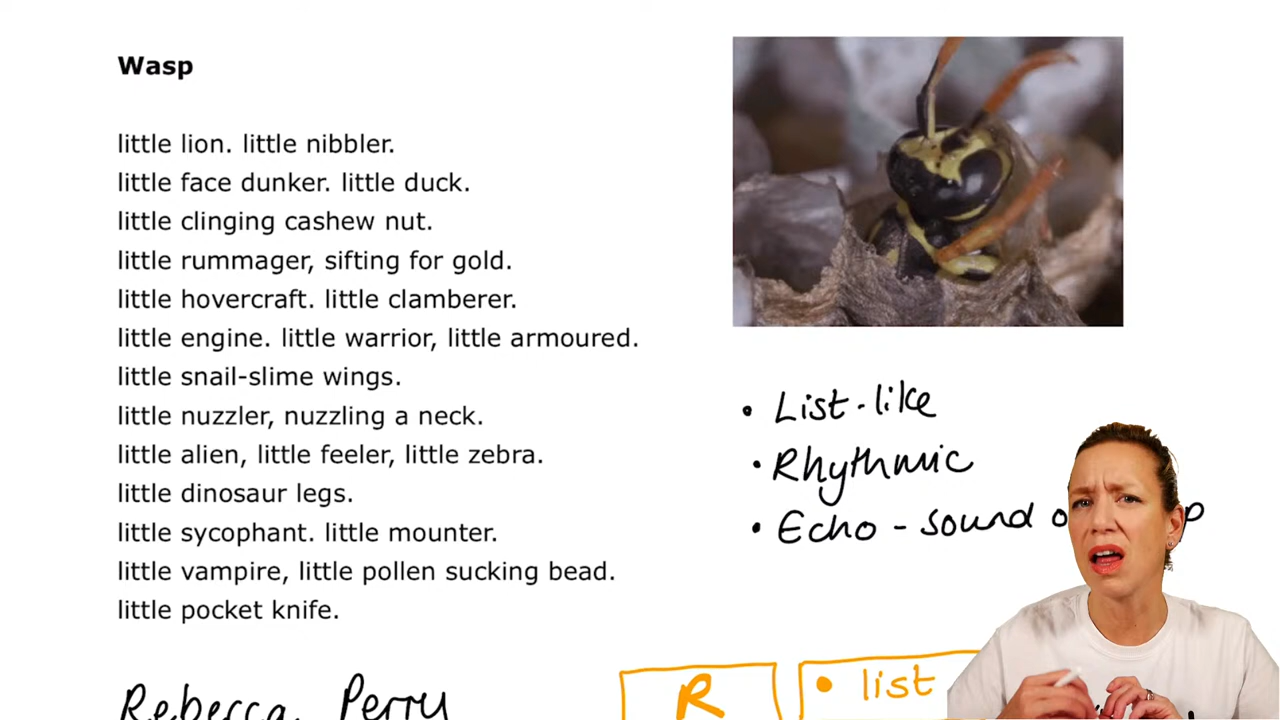 Wasp
little lion. little nibbler.
little face dunker. little duck.
little clinging cashew nut.
little rummager, sifting for gold.
little hovercraft. little clamberer.
little engine. little warrior, little armoured.
little snail-slime wings.
little nuzzler, nuzzling a neck.
little alien, little feeler, little zebra.
little dinosaur legs.
little sycophant. little mounter.
little vampire, little pollen sucking bead.
little pocket knife.
Rebecca Perry
• List-like
• Rhythmic
• Echo - sound
R
• list